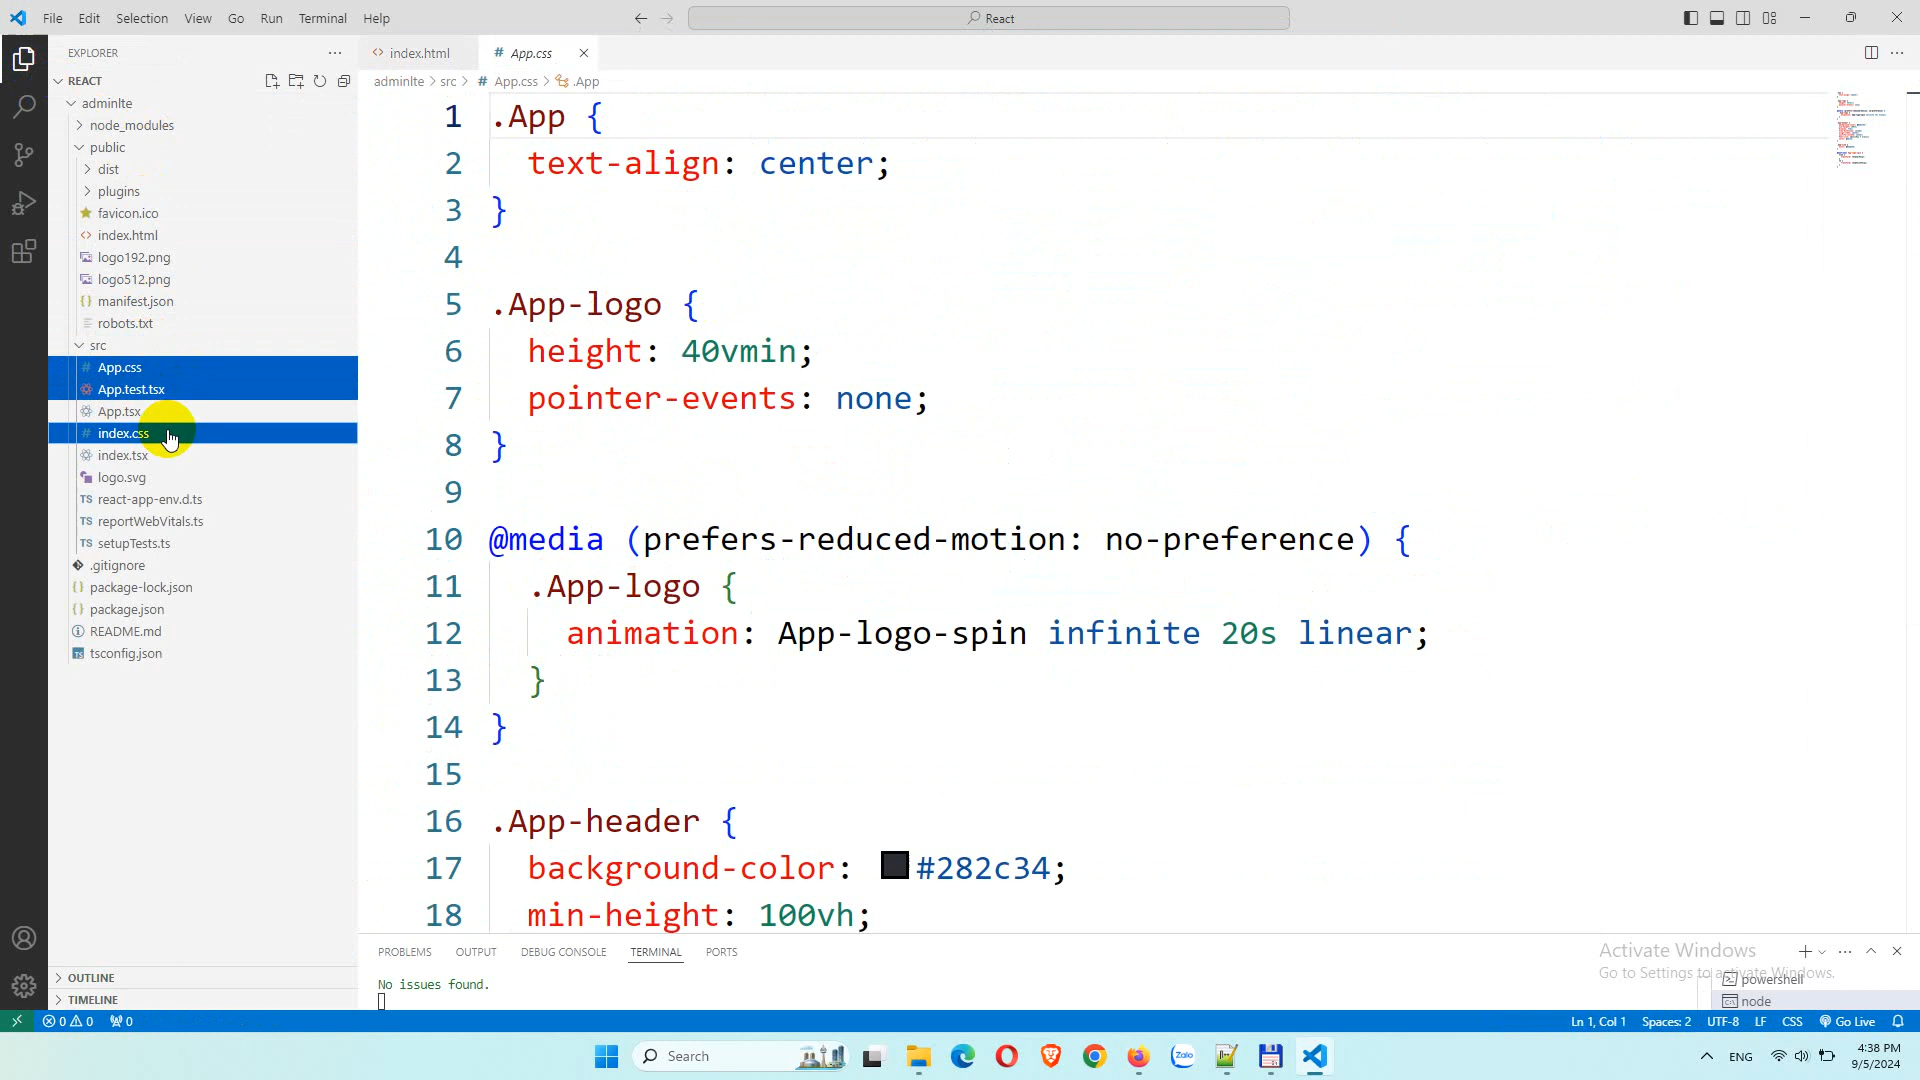 File Edit Selection View Go Run Terminal Help
React
EXPLORER
REACT
adminlte
node_modules
public
dist
plugins
favicon.ico
index.html
logo192.png
logo512.png
manifest.json
robots.txt
src
App.css
App.test.tsx
App.tsx
index.css
index.tsx
logo.svg
react-app-env.d.ts
reportWebVitals.ts
setupTests.ts
.gitignore
package-lock.json
package.json
README.md
tsconfig.json
OUTLINE
TIMELINE
index.html App.css
adminlte > src > # App.css > .App
1 .App {
2 text-align: center;
3 }
4
5 .App-logo {
6 height: 40vmin;
7 pointer-events: none;
8 }
9
10 @media (prefers-reduced-motion: no-preference) {
11 .App-logo {
12 animation: App-logo-spin infinite 20s linear;
13 }
14 }
15
16 .App-header {
17 background-color: #282c34;
18 min-height: 100vh;
PROBLEMS OUTPUT DEBUG CONSOLE TERMINAL PORTS
No issues found.
Activate Windows
Go to Settings to activate Windows.
powershell
node
0 0 0
Ln 1, Col 1 Spaces: 2 UTF-8 LF CSS Go Live
Search
Zalo
ENG
4:38 PM
9/5/2024